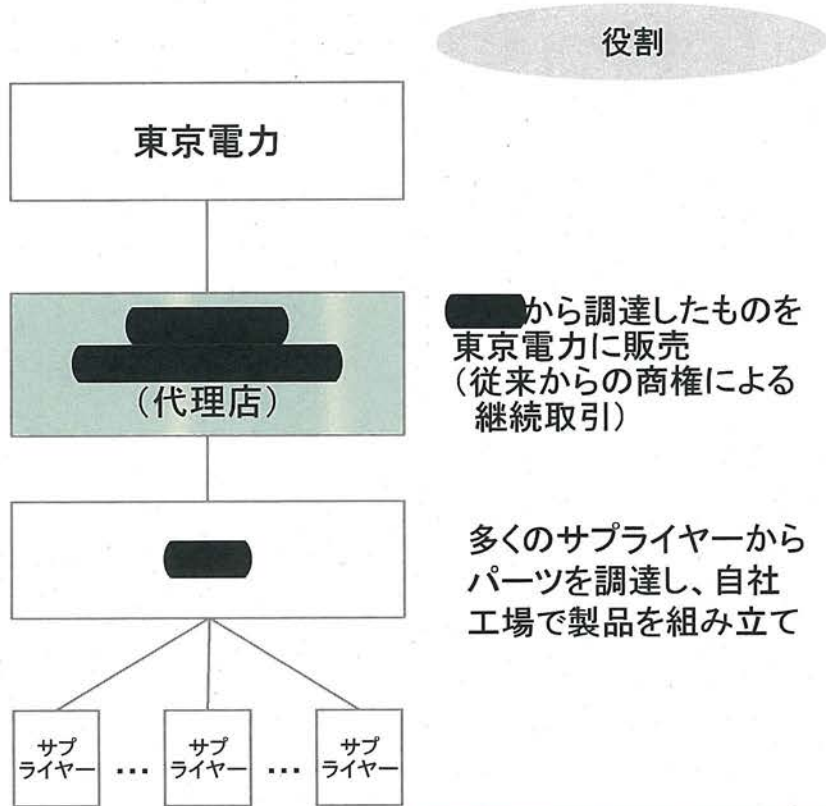 役割
東京電力
（代理店）
から調達したものを
東京電力に販売
（従来からの商権による
継続取引）
多くのサプライヤーから
パーツを調達し、自社
工場で製品を組み立て
サプ
ライヤー
…
サプ
ライヤー
…
サプ
ライヤー